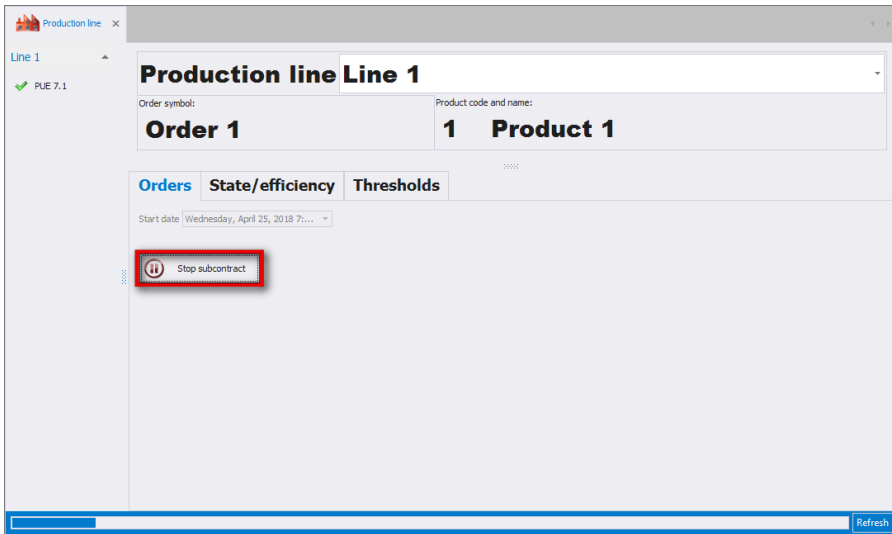 Production line
Line 1
PUE 7.1
Production line Line 1
Order symbol:
Product code and name:
Order 1
1 Product 1
Orders State/efficiency Thresholds
Start date Wednesday, April 25, 2018 7:...
Stop subcontract
Refresh